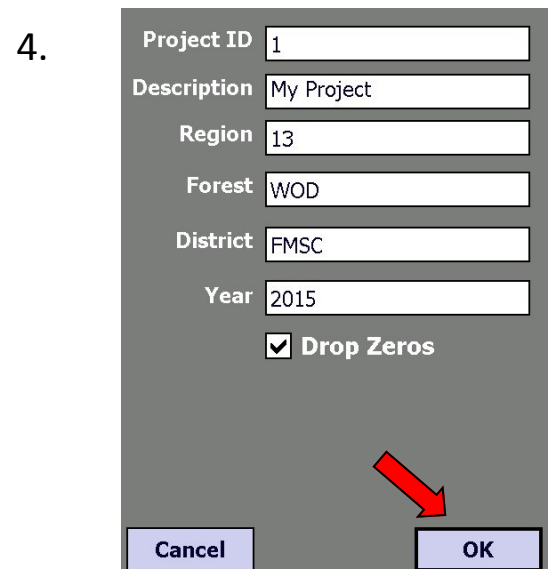 4.
Project ID 1
Description My Project
Region 13
Forest WOD
District FMSC
Year 2015
Drop Zeros
Cancel OK